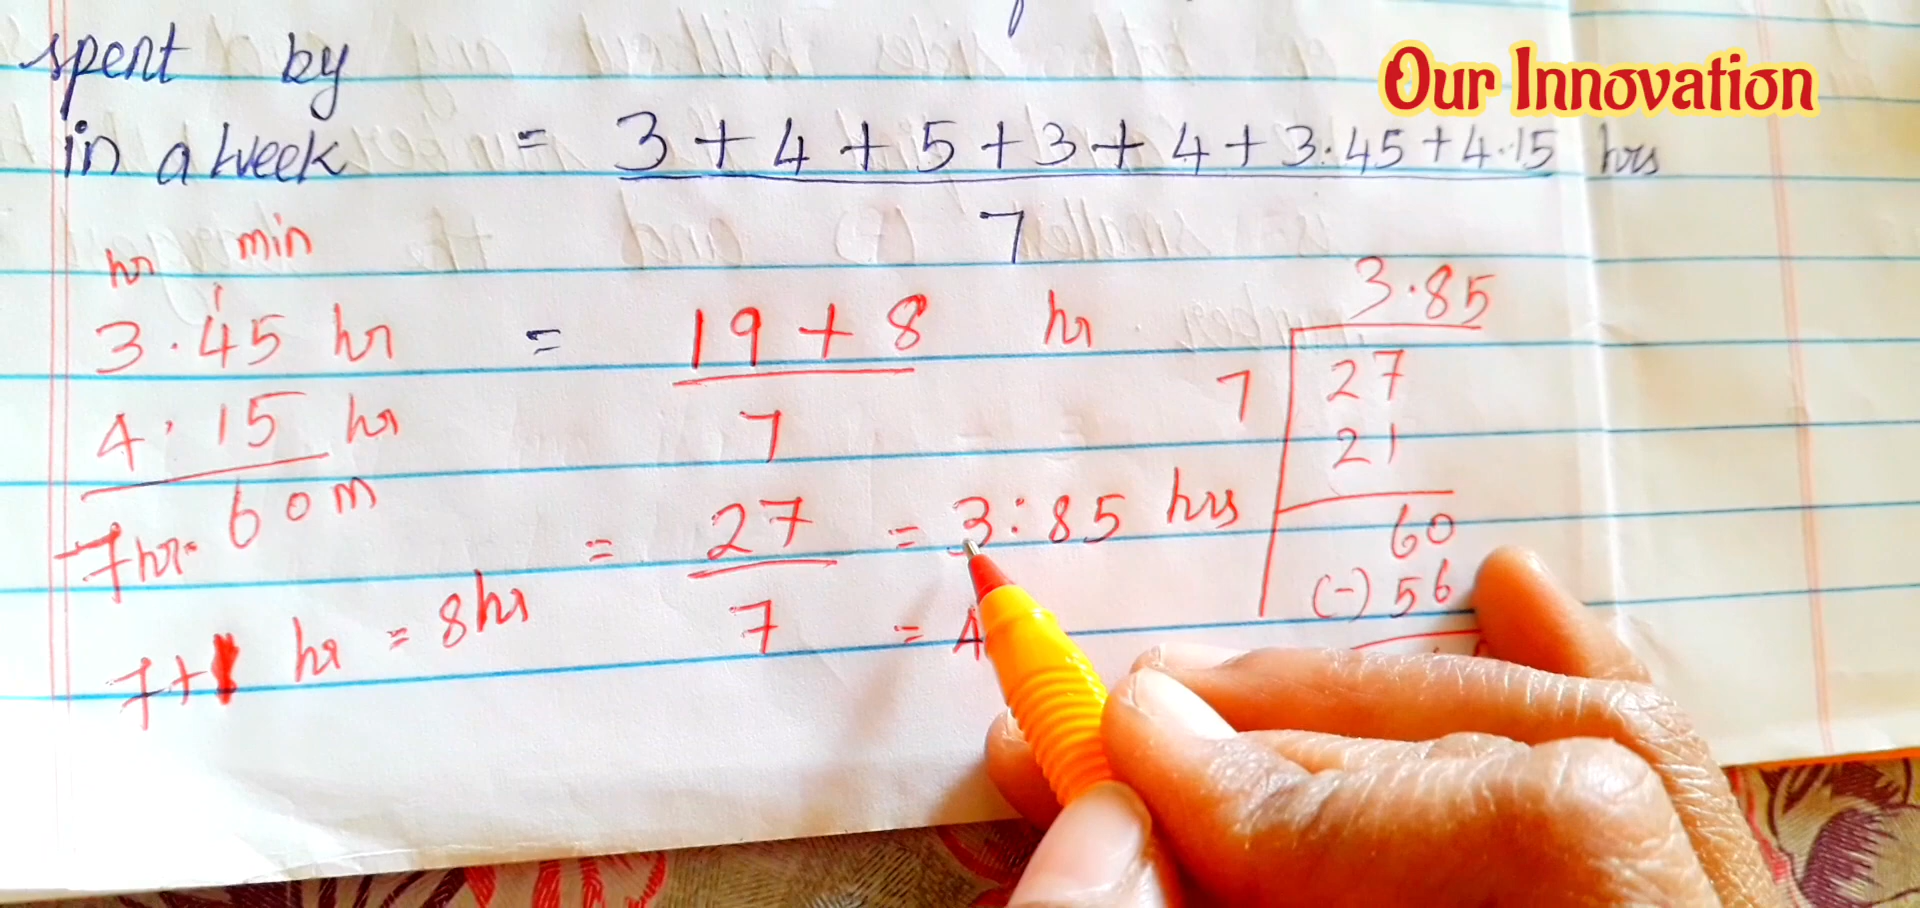 Our Innovation
spent by
in a week = 3 + 4 + 5 + 3 + 4 + 3.45 + 4.15 hrs
7
hr min
1
3.45 hr
4.15 hr
7 hr. 60 m
7+1 hr = 8 hr
= 19 + 8 hr
7
= 27 = 3:85 hrs
7 = 4
3.85
7 27
21
60
(-) 56